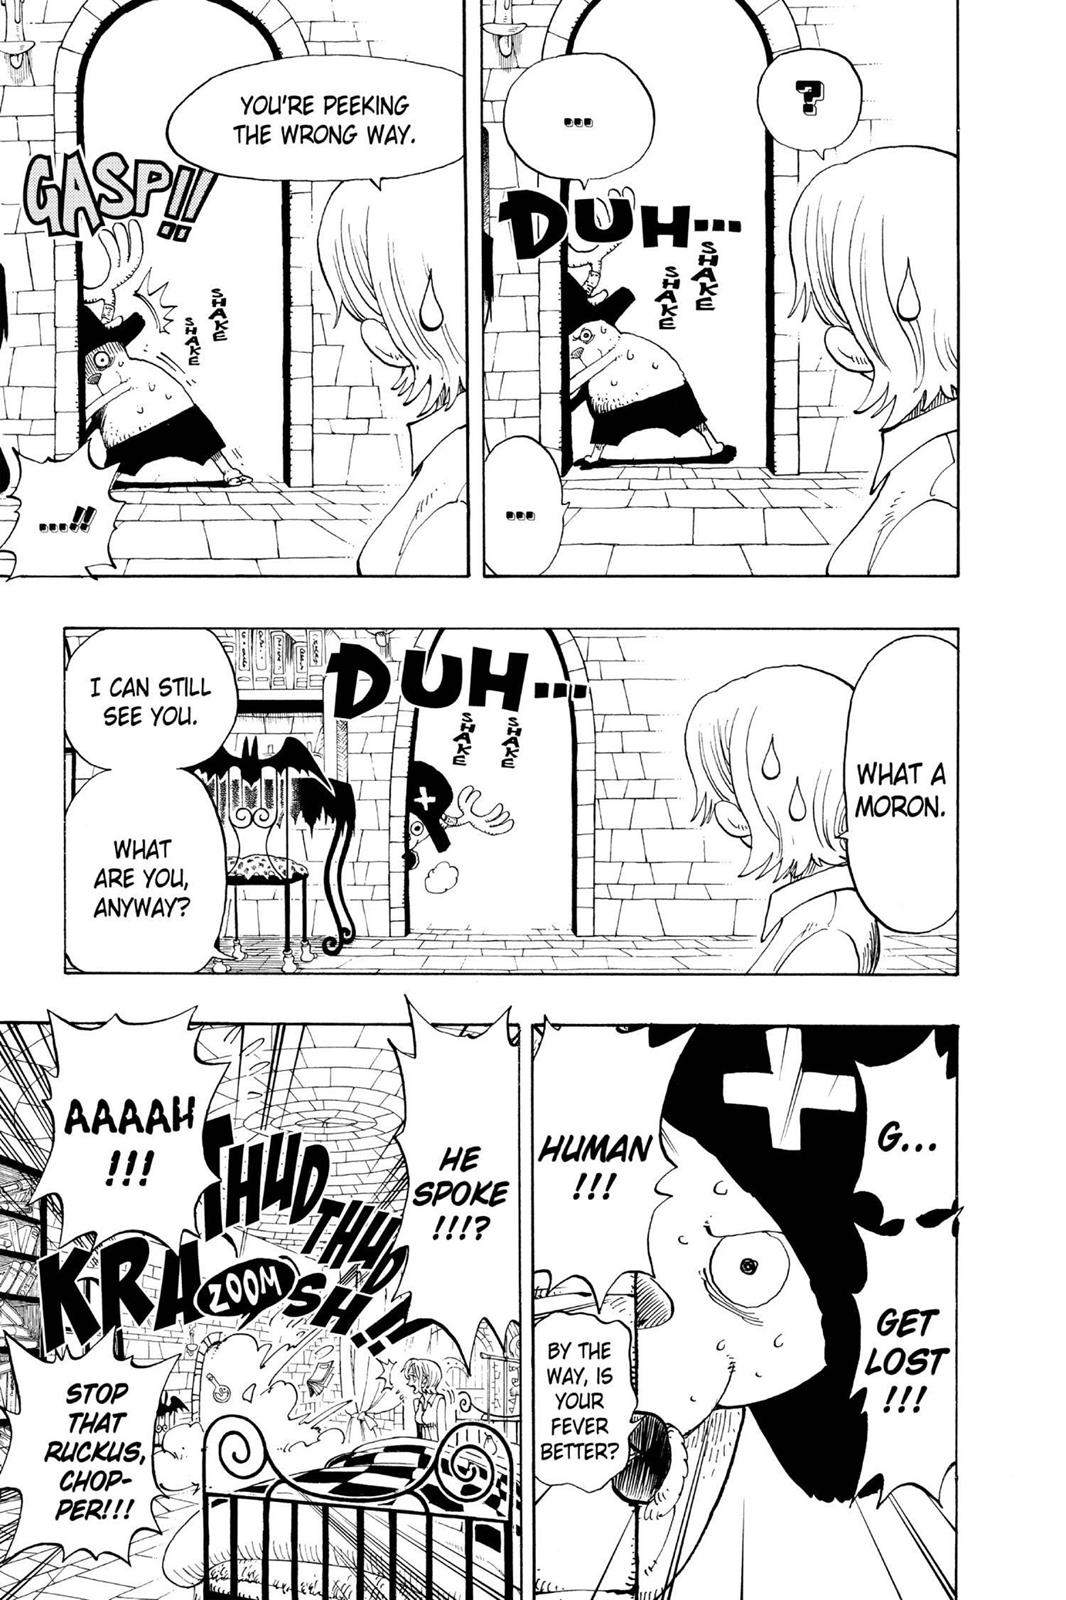 ?
...
DUH...
SHAKE
SHAKE
...
YOU'RE PEEKING
THE WRONG WAY.
GASP!!
SHAKE
SHAKE
....!!
WHAT A
MORON.
DUH...
SHAKE
SHAKE
I CAN STILL
SEE YOU.
WHAT
ARE YOU,
ANYWAY?
G...
GET
LOST
!!!
HUMAN
!!!
BY THE
WAY, IS
YOUR
FEVER
BETTER?
HE
SPOKE
!!!?
THUD
THUD
AAAAH
!!!
KRASH!!
ZOOM
STOP
THAT
RUCKUS,
CHOP-
PER!!!